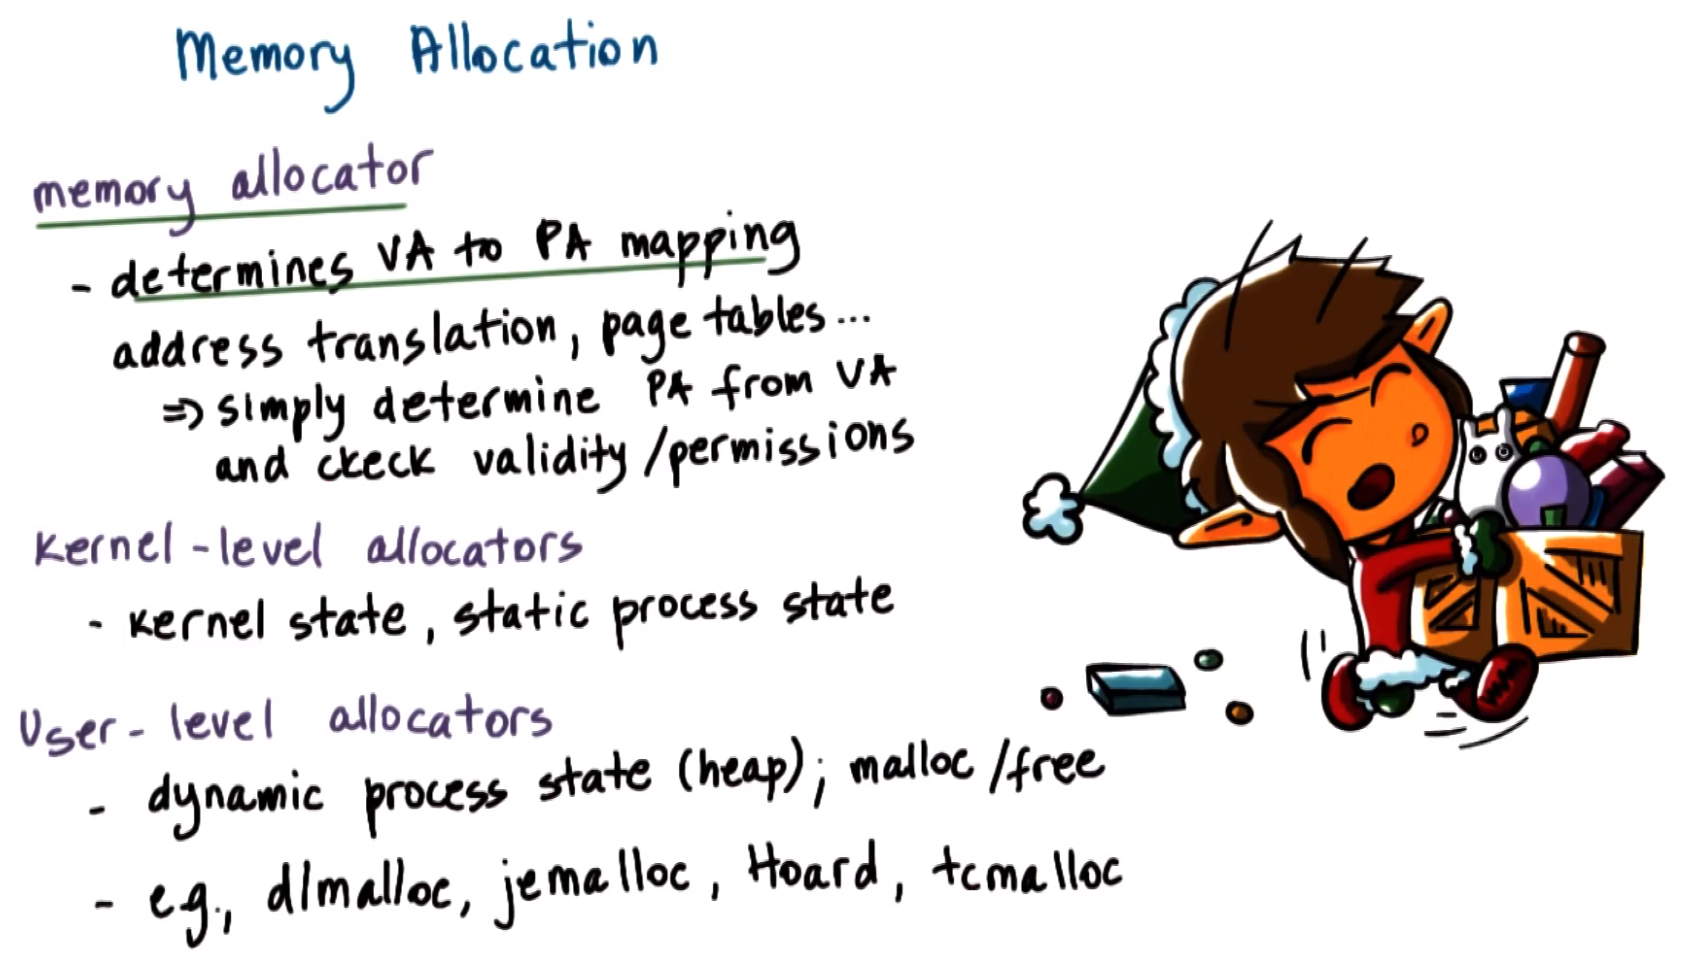 Memory Allocation
memory allocator
- determines VA to PA mapping
address translation, page tables...
⇒ simply determine PA from VA
and ckeck validity/permissions
Kernel-level allocators
- kernel state, static process state
User-level allocators
- dynamic process state (heap); malloc/free
- e.g., dlmalloc, jemalloc, Hoard, tcmalloc